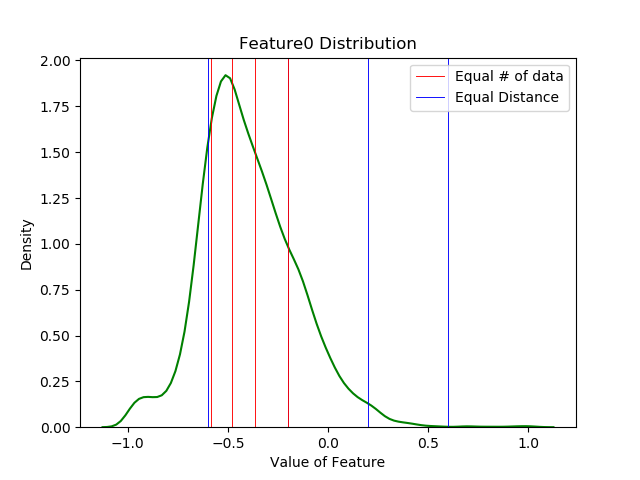 Feature0 Distribution
Equal # of data
Equal Distance
2.00
1.75
1.50
1.25
1.00
0.75
0.50
0.25
0.00
Density
−1.0
−0.5
0.0
0.5
1.0
Value of Feature